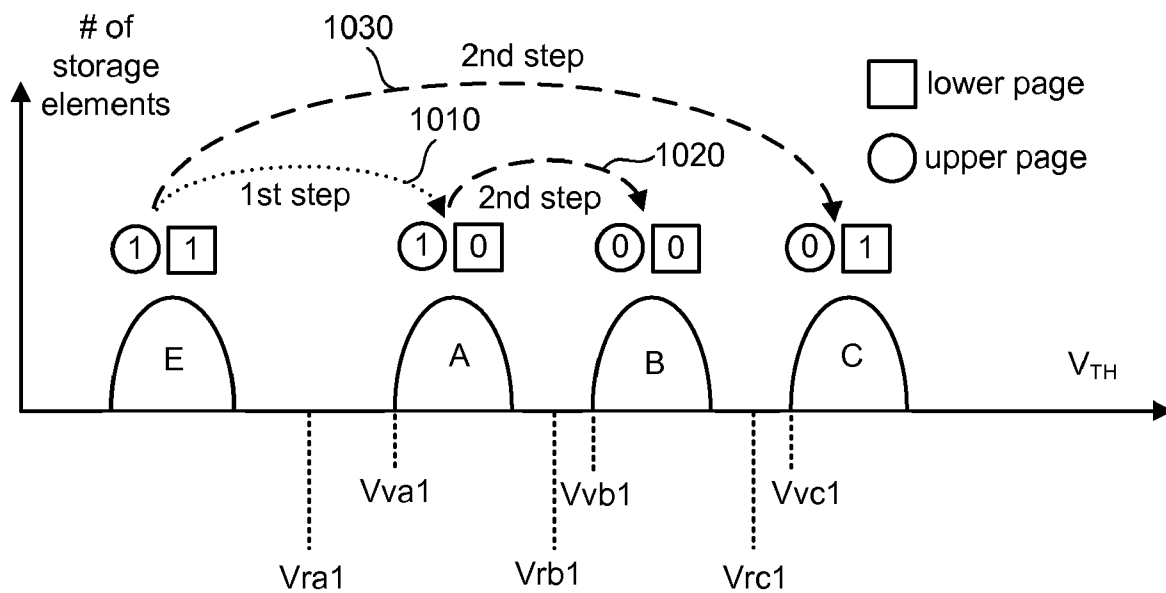 # of
storage
elements
1030
2nd step
lower page
1010
1020
upper page
1st step
2nd step
1 1
1 0
0 0
0 1
E
A
B
C
VTH
Vva1
Vvb1
Vvc1
Vra1
Vrb1
Vrc1